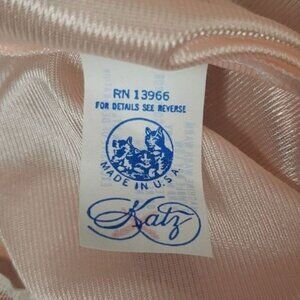 RN 13966
FOR DETAILS SEE REVERSE
MADE IN U.S.A.
Katz